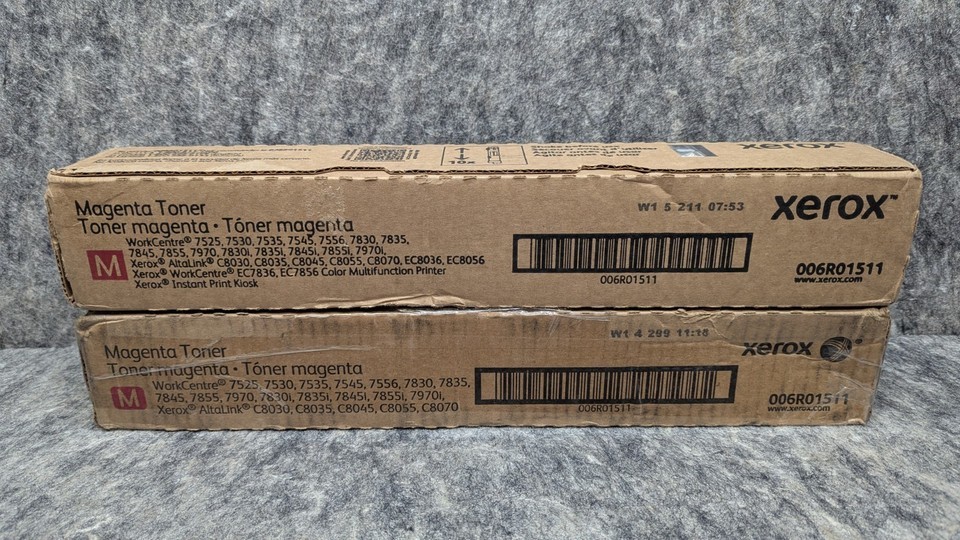 10x
xerox
Magenta Toner
Toner magenta • Tóner magenta
M
WorkCentre® 7525, 7530, 7535, 7545, 7556, 7830, 7835,
7845, 7855, 7970, 7830i, 7835i, 7845i, 7855i, 7970i,
Xerox® AltaLink® C8030, C8035, C8045, C8055, C8070, EC8036, EC8056
Xerox® WorkCentre® EC7836, EC7856 Color Multifunction Printer
Xerox® Instant Print Kiosk
W1 5 211 07:53
xerox™
006R01511
006R01511
www.xerox.com
Magenta Toner
Toner magenta • Tóner magenta
M
WorkCentre® 7525, 7530, 7535, 7545, 7556, 7830, 7835,
7845, 7855, 7970, 7830i, 7835i, 7845i, 7855i, 7970i,
Xerox® AltaLink® C8030, C8035, C8045, C8055, C8070
W1 4 299
xerox
006R01511
006R01511
www.xerox.com